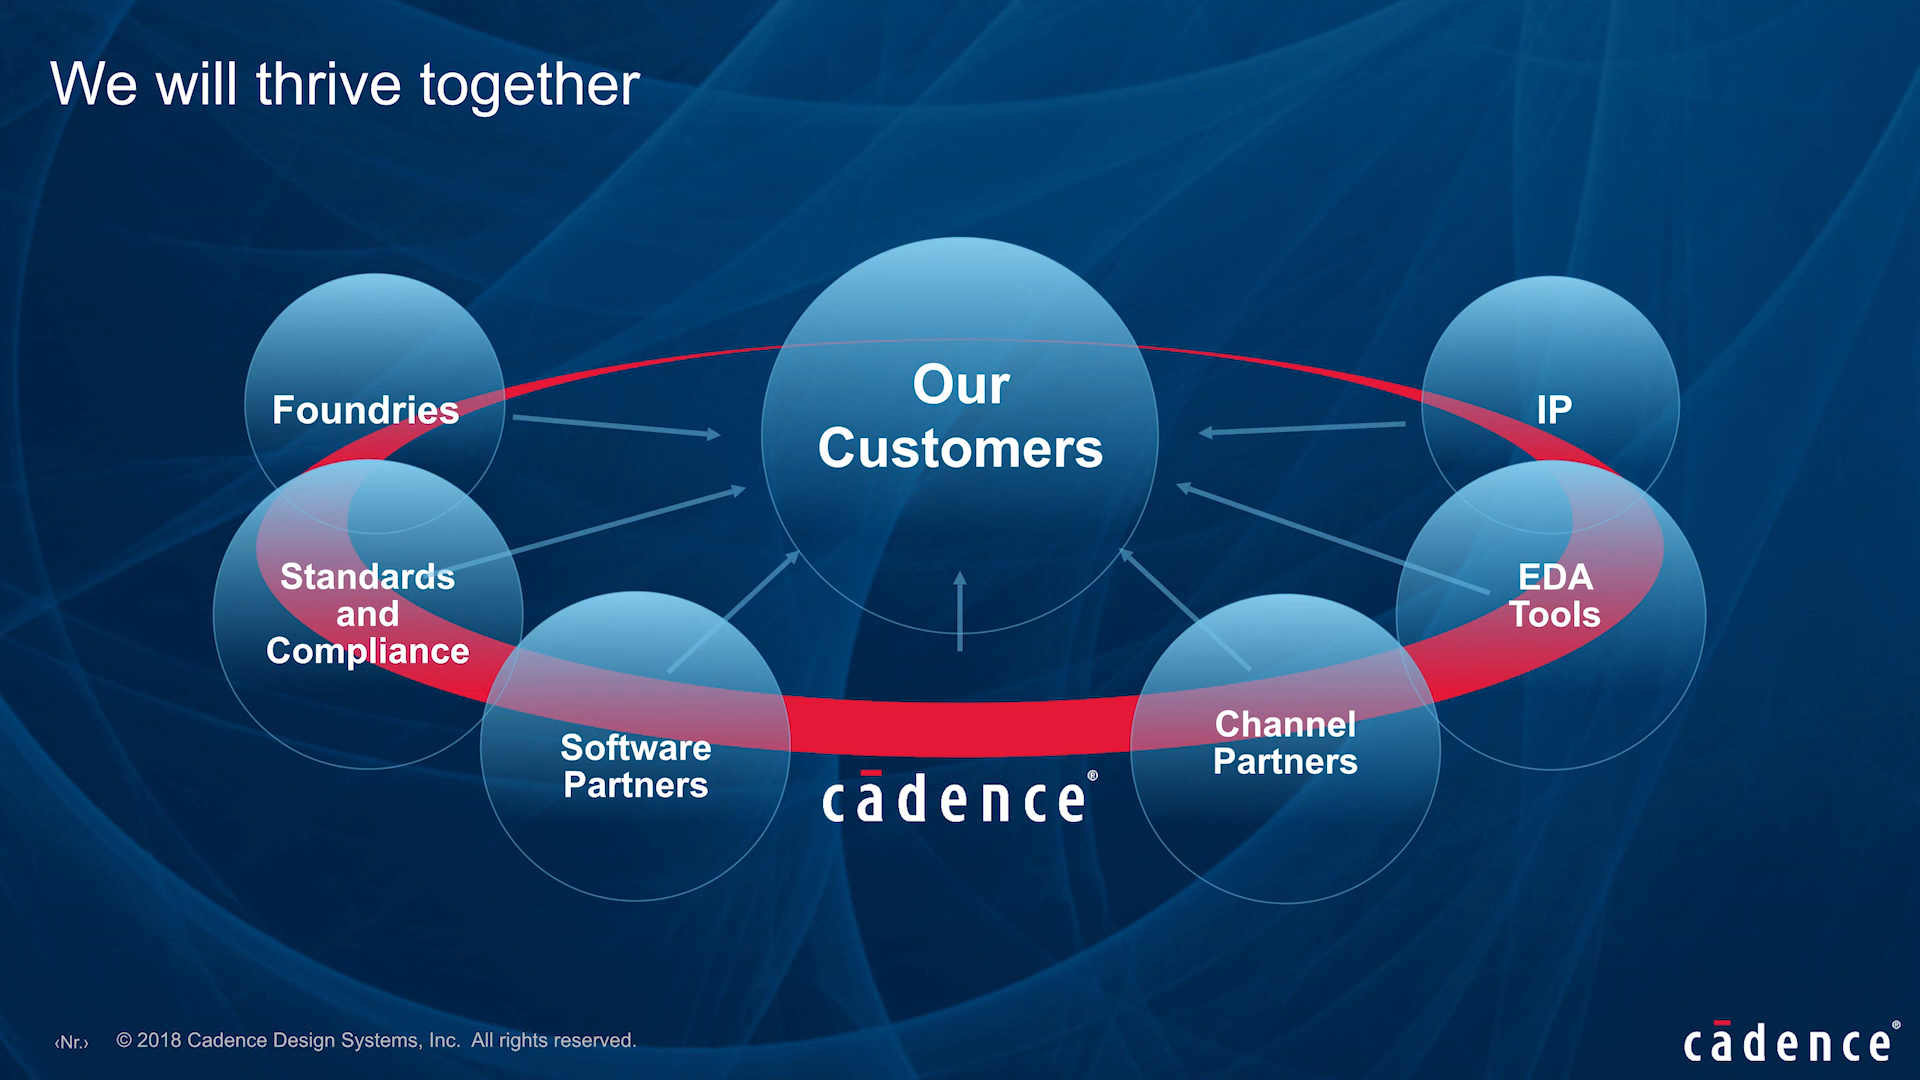 We will thrive together
Our
Customers
Foundries
IP
Standards
and
Compliance
EDA
Tools
Software
Partners
Channel
Partners
cādence®
‹Nr.› © 2018 Cadence Design Systems, Inc. All rights reserved.
cādence®